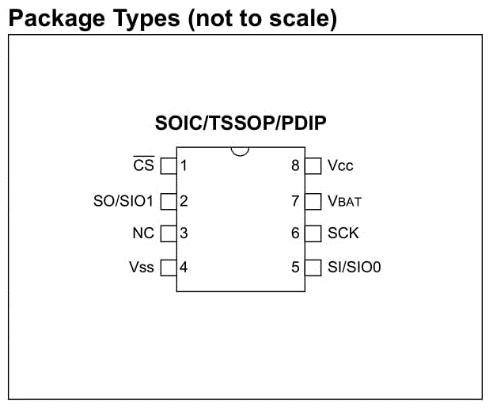 Package Types (not to scale)
SOIC/TSSOP/PDIP
C̅S̅ 1 8 Vcc
SO/SIO1 2 7 VBAT
NC 3 6 SCK
Vss 4 5 SI/SIO0